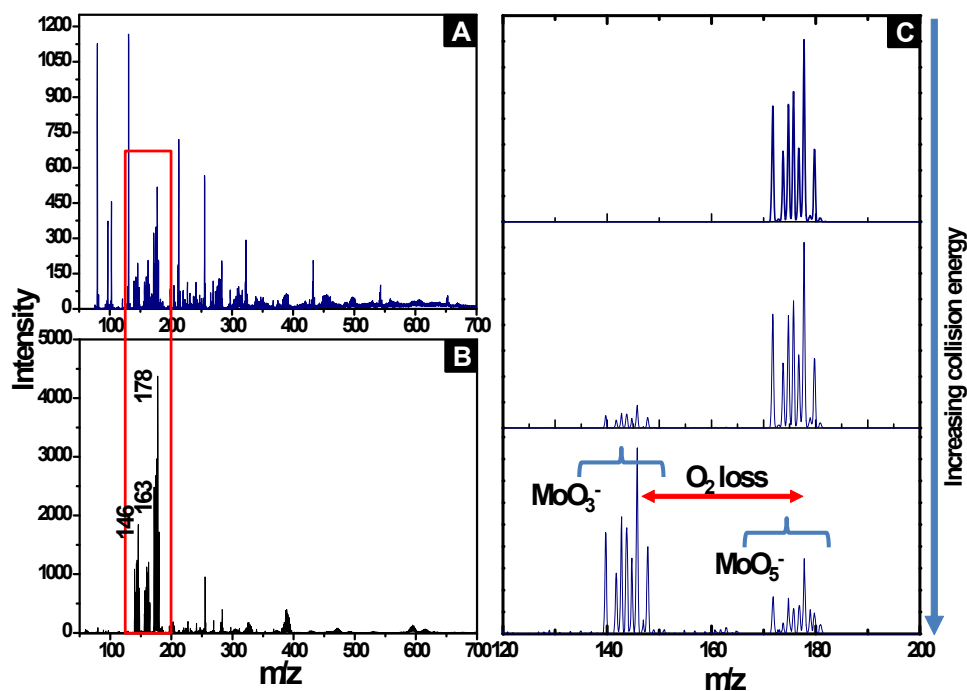 A
1200
1050
900
750
600
450
300
150
0
100 200 300 400 500 600 700
Intensity
B
5000
4000
3000
2000
1000
0
146
163
178
100 200 300 400 500 600 700
m/z
C
MoO₃⁻
O₂ loss
MoO₅⁻
120 140 160 180 200
m/z
Increasing collision energy